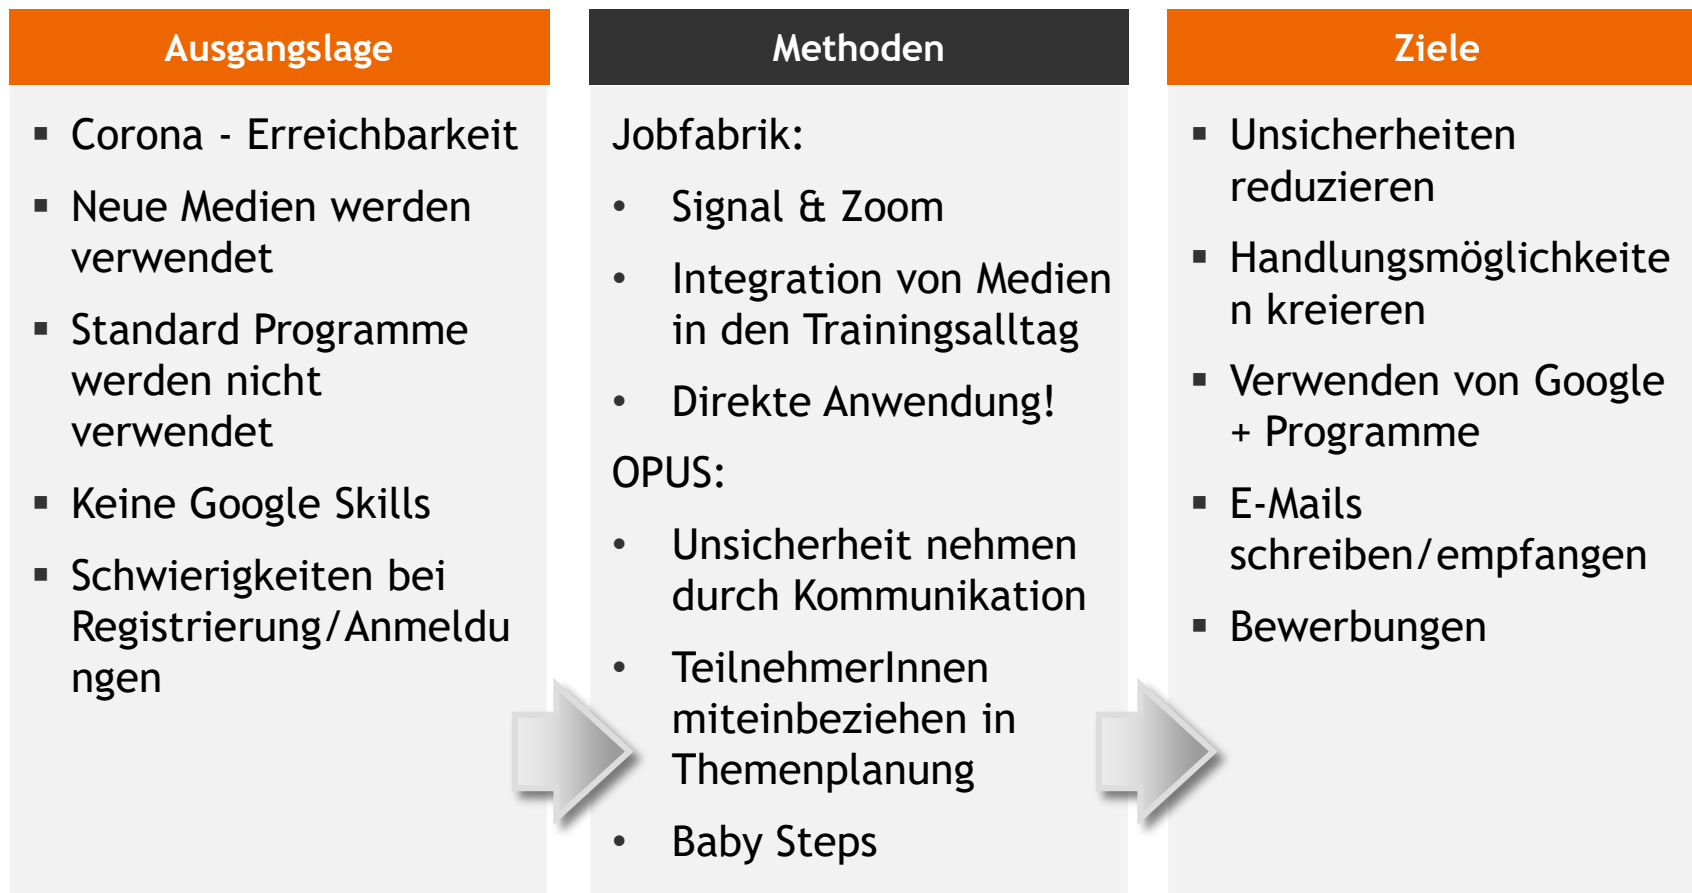 Ausgangslage
▪ Corona - Erreichbarkeit
▪ Neue Medien werden
verwendet
▪ Standard Programme
werden nicht
verwendet
▪ Keine Google Skills
▪ Schwierigkeiten bei
Registrierung/Anmeldu
ngen
Methoden
Jobfabrik:
• Signal & Zoom
• Integration von Medien
in den Trainingsalltag
• Direkte Anwendung!
OPUS:
• Unsicherheit nehmen
durch Kommunikation
• TeilnehmerInnen
miteinbeziehen in
Themenplanung
• Baby Steps
Ziele
▪ Unsicherheiten
reduzieren
▪ Handlungsmöglichkeite
n kreieren
▪ Verwenden von Google
+ Programme
▪ E-Mails
schreiben/empfangen
▪ Bewerbungen